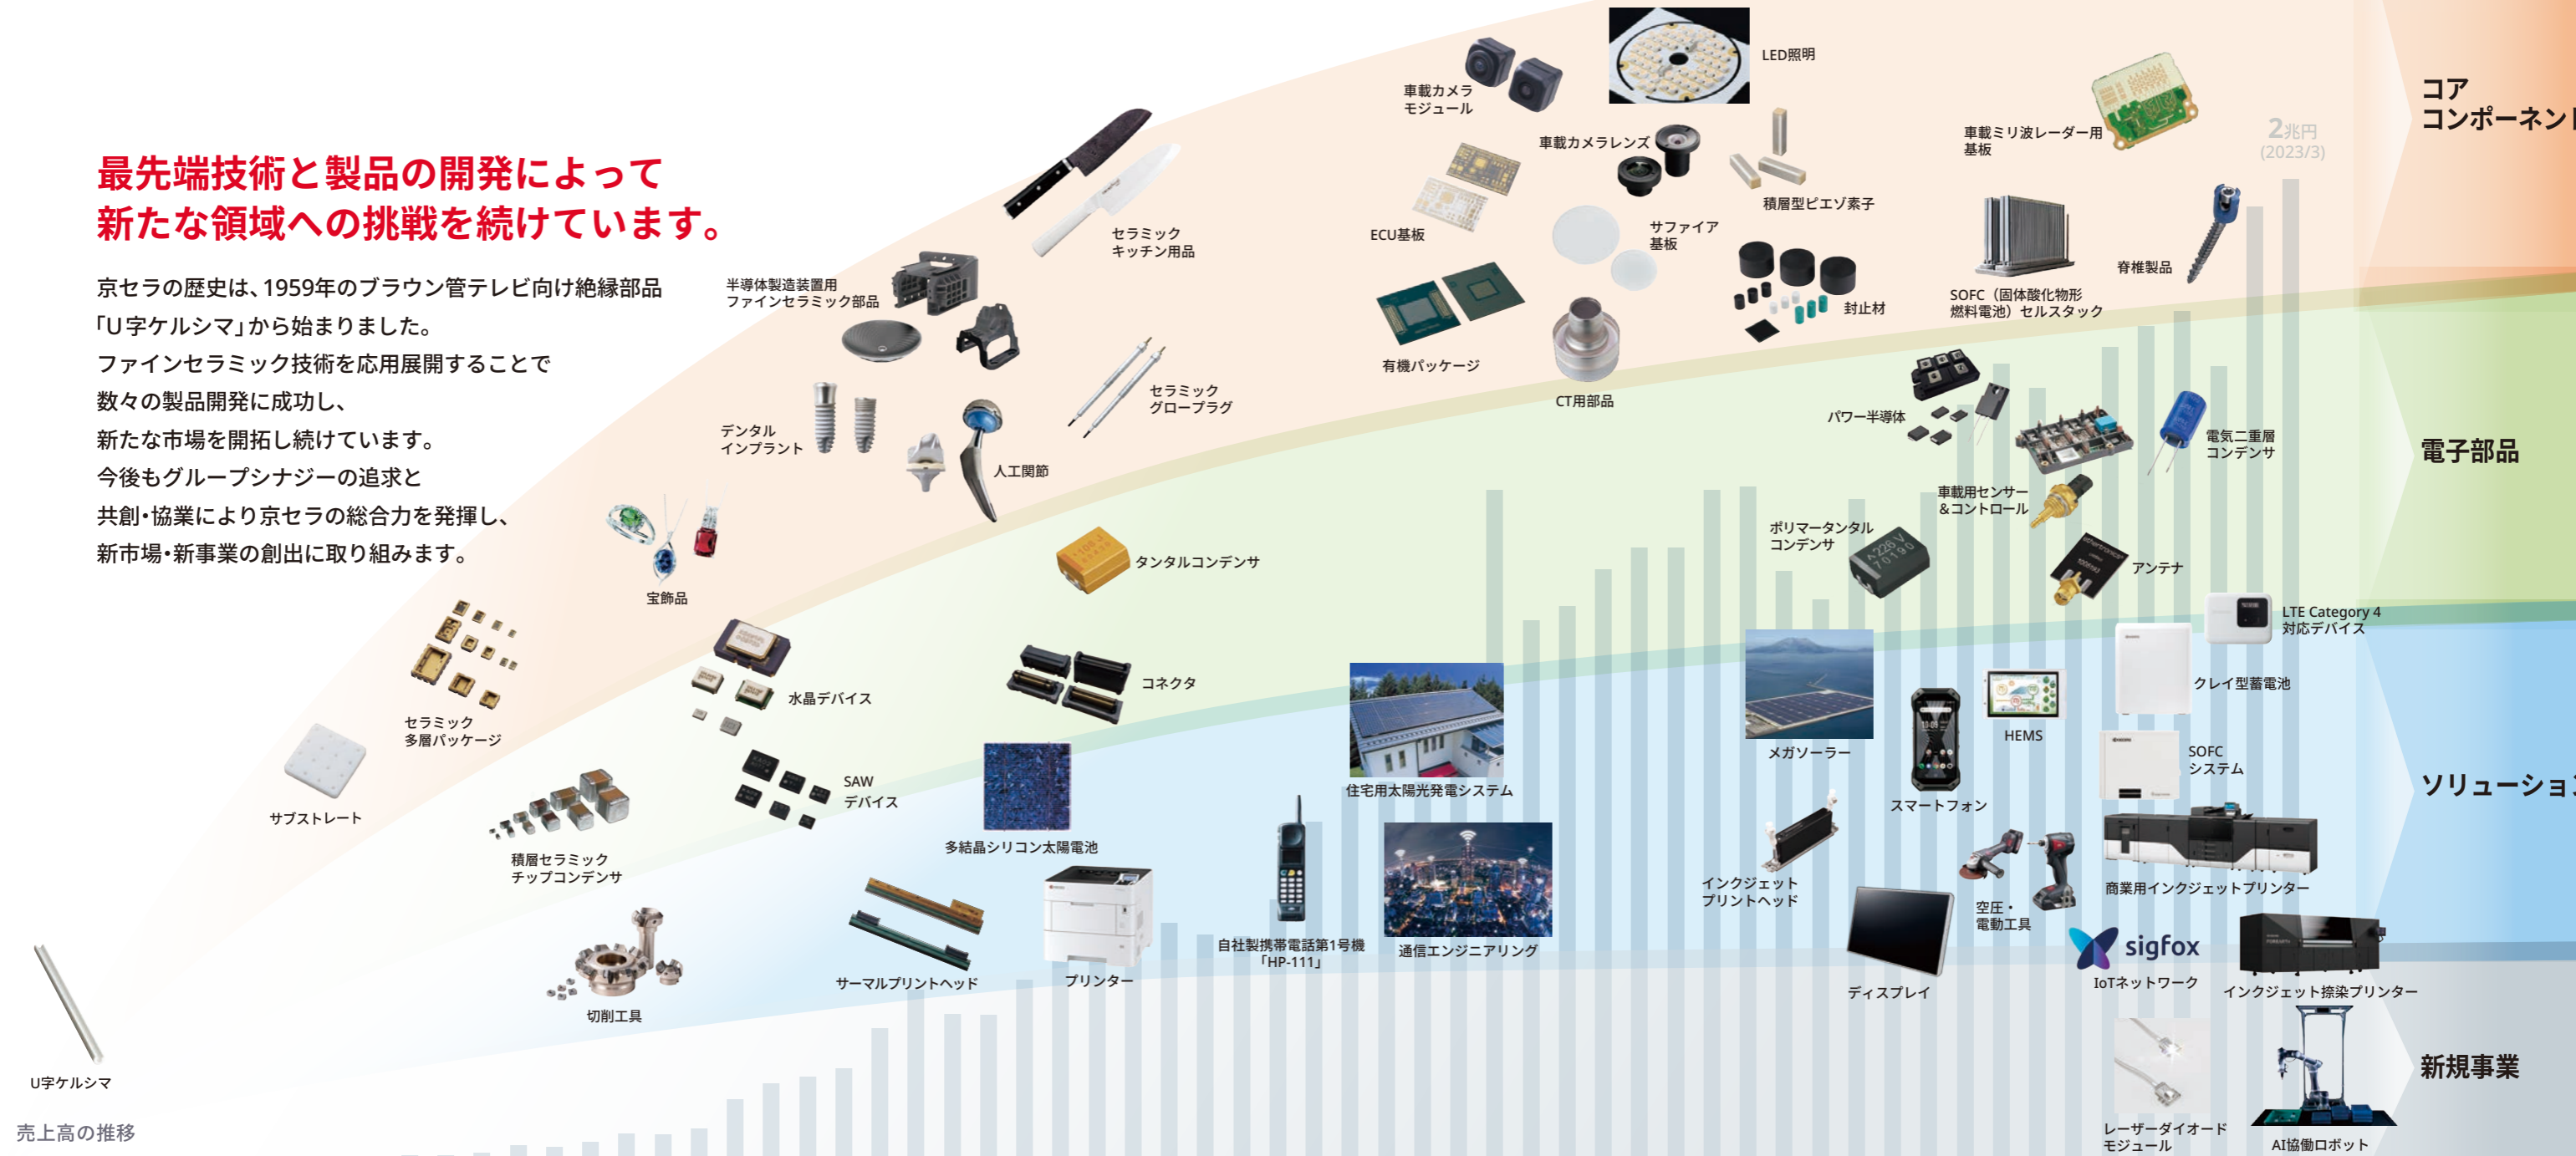 最先端技術と製品の開発によって
新たな領域への挑戦を続けています。
京セラの歴史は、1959年のブラウン管テレビ向け絶縁部品
「U字ケルシマ」から始まりました。
ファインセラミック技術を応用展開することで
数々の製品開発に成功し、
新たな市場を開拓し続けています。
今後もグループシナジーの追求と
共創・協業により京セラの総合力を発揮し、
新市場・新事業の創出に取り組みます。
U字ケルシマ
売上高の推移
サブストレート
セラミック
多層パッケージ
宝飾品
デンタル
インプラント
半導体製造装置用
ファインセラミック部品
人工関節
セラミック
グロープラグ
セラミック
キッチン用品
車載カメラ
モジュール
LED照明
車載カメラレンズ
ECU基板
サファイア
基板
積層型ピエゾ素子
有機パッケージ
CT用部品
封止材
車載ミリ波レーダー用
基板
SOFC（固体酸化物形
燃料電池）セルスタック
脊椎製品
2兆円
(2023/3)
コア
コンポーネント
積層セラミック
チップコンデンサ
水晶デバイス
SAW
デバイス
タンタルコンデンサ
コネクタ
パワー半導体
車載用センサー
＆コントロール
電気二重層
コンデンサ
ポリマータンタル
コンデンサ
226V
70190
アンテナ
電子部品
切削工具
多結晶シリコン太陽電池
サーマルプリントヘッド
プリンター
自社製携帯電話第1号機
「HP-111」
住宅用太陽光発電システム
通信エンジニアリング
メガソーラー
インクジェット
プリントヘッド
スマートフォン
ディスプレイ
HEMS
LTE Category 4
対応デバイス
クレイ型蓄電池
SOFC
システム
空圧・
電動工具
商業用インクジェットプリンター
sigfox
IoTネットワーク
インクジェット捺染プリンター
ソリューション
レーザーダイオード
モジュール
AI協働ロボット
新規事業